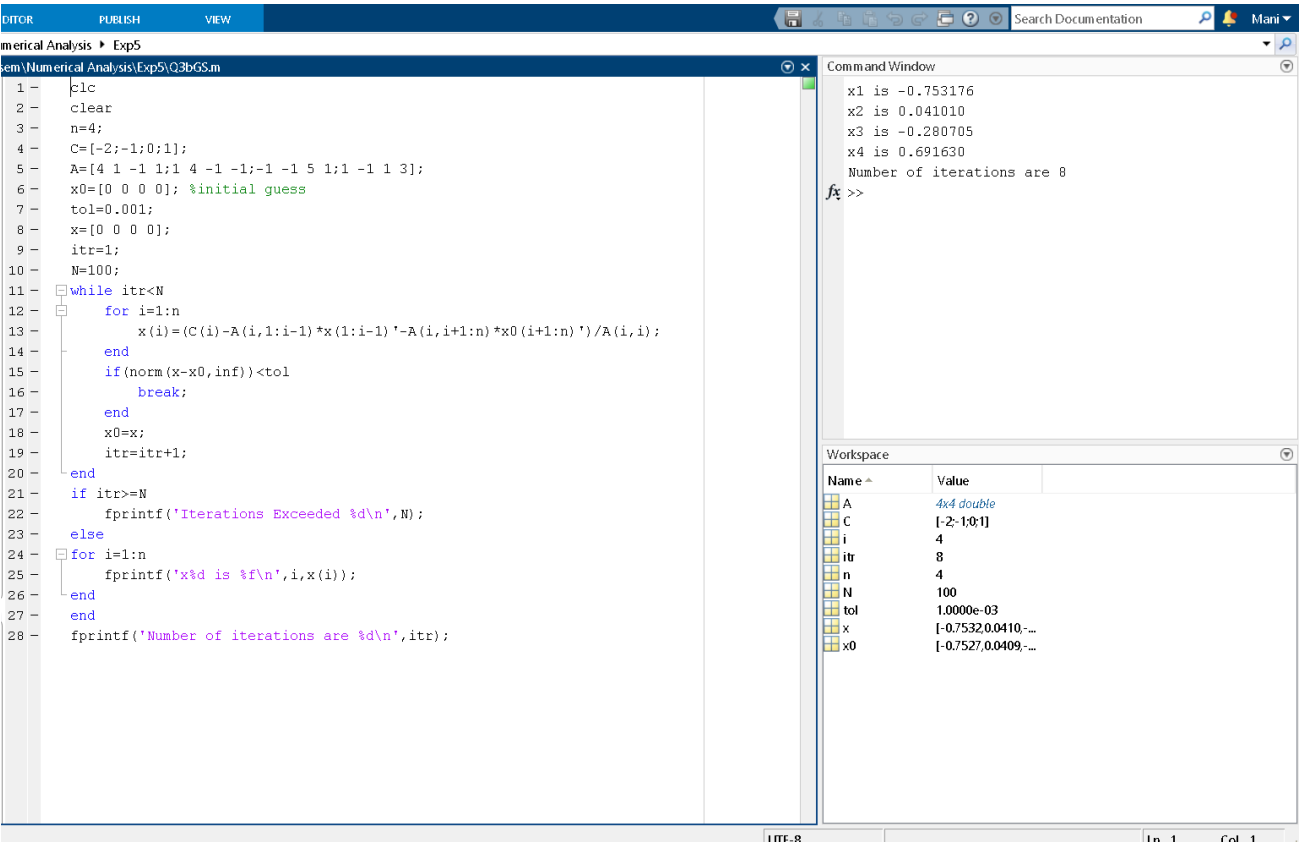 DITOR PUBLISH VIEW Search Documentation Mani
merical Analysis Exp5
sem\Numerical Analysis\Exp5\Q3bGS.m
1 clc
2 clear
3 n=4;
4 C=[-2;-1;0;1];
5 A=[4 1 -1 1;1 4 -1 -1;-1 -1 5 1;1 -1 1 3];
6 x0=[0 0 0 0]; %initial guess
7 tol=0.001;
8 x=[0 0 0 0];
9 itr=1;
10 N=100;
11 while itr<N
12 for i=1:n
13 x(i)=(C(i)-A(i,1:i-1)*x(1:i-1)'-A(i,i+1:n)*x0(i+1:n)')/A(i,i);
14 end
15 if(norm(x-x0,inf))<tol
16 break;
17 end
18 x0=x;
19 itr=itr+1;
20 end
21 if itr>=N
22 fprintf('Iterations Exceeded %d\n',N);
23 else
24 for i=1:n
25 fprintf('x%d is %f\n',i,x(i));
26 end
27 end
28 fprintf('Number of iterations are %d\n',itr);
Command Window
x1 is -0.753176
x2 is 0.041010
x3 is -0.280705
x4 is 0.691630
Number of iterations are 8
fx >>
Workspace
Name Value
A 4x4 double
C [-2;-1;0;1]
i 4
itr 8
n 4
N 100
tol 1.0000e-03
x [-0.7532,0.0410,-...
x0 [-0.7527,0.0409,-...
UTF-8 Ln 1 Col 1